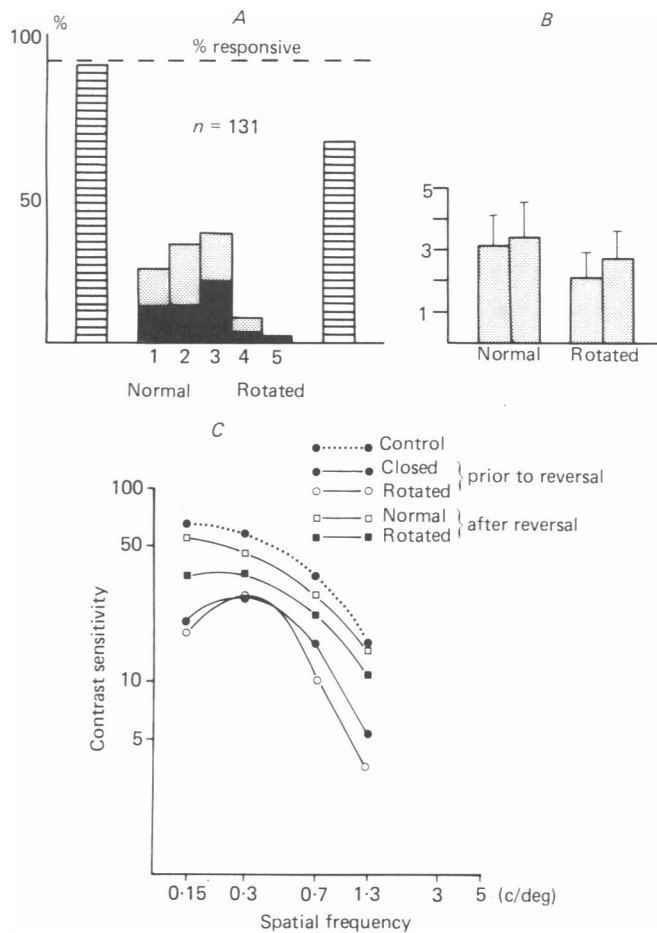 A
%
100
% responsive
n = 131
50
1 2 3 4 5
Normal Rotated
B
5
3
1
Normal Rotated
C
Control
Closed
Rotated
prior to reversal
Normal
Rotated
after reversal
100
50
10
5
Contrast sensitivity
0·15 0·3 0·7 1·3 3 5 (c/deg)
Spatial frequency